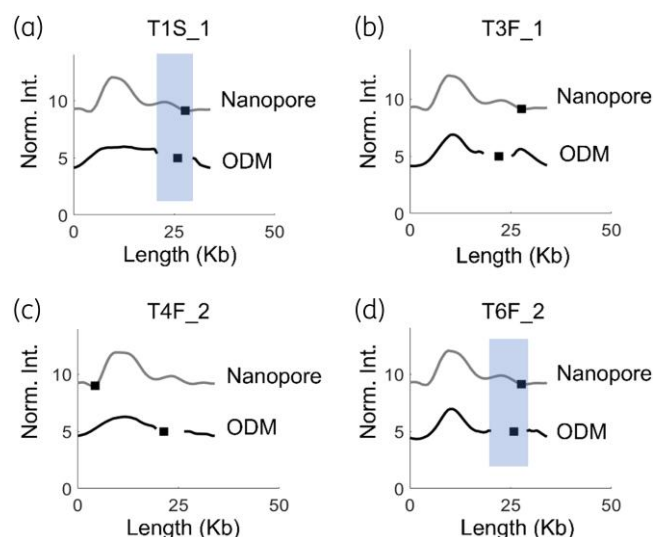 (a)
T1S_1
Norm. Int.
10
5
0
Nanopore
ODM
0 25 50
Length (Kb)
(b)
T3F_1
Norm. Int.
10
5
0
Nanopore
ODM
0 25 50
Length (Kb)
(c)
T4F_2
Norm. Int.
10
5
0
Nanopore
ODM
0 25 50
Length (Kb)
(d)
T6F_2
Norm. Int.
10
5
0
Nanopore
ODM
0 25 50
Length (Kb)